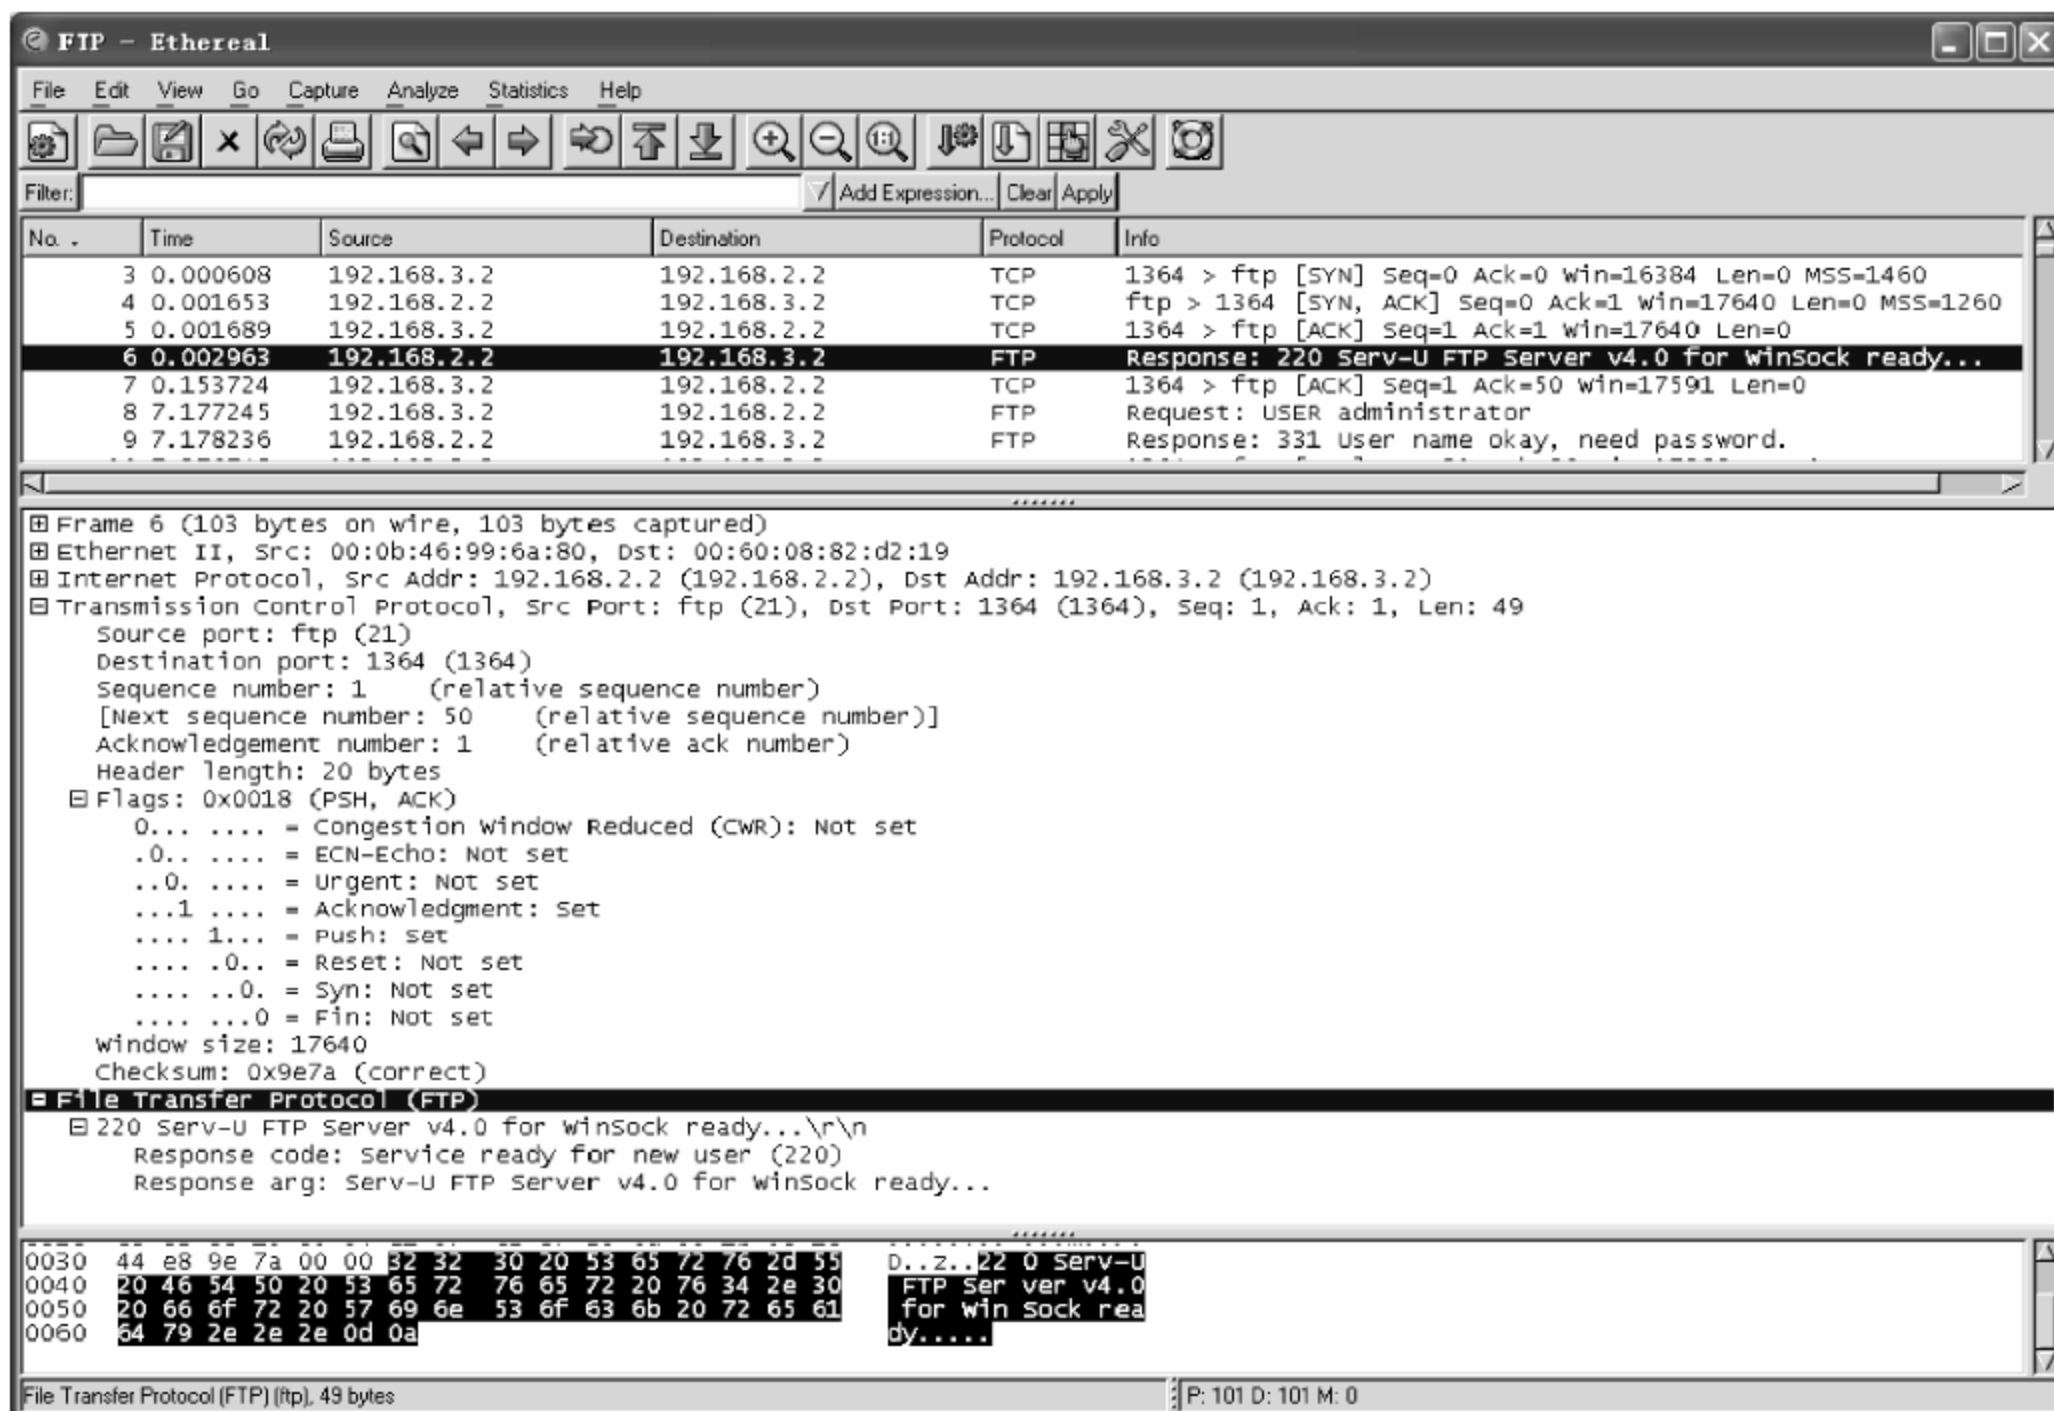 FTP - Ethereal
File Edit View Go Capture Analyze Statistics Help
Filter: Add Expression... Clear Apply
No. . Time Source Destination Protocol Info
3 0.000608 192.168.3.2 192.168.2.2 TCP 1364 > ftp [SYN] Seq=0 Ack=0 Win=16384 Len=0 MSS=1460
4 0.001653 192.168.2.2 192.168.3.2 TCP ftp > 1364 [SYN, ACK] Seq=0 Ack=1 Win=17640 Len=0 MSS=1260
5 0.001689 192.168.3.2 192.168.2.2 TCP 1364 > ftp [ACK] Seq=1 Ack=1 Win=17640 Len=0
6 0.002963 192.168.2.2 192.168.3.2 FTP Response: 220 Serv-U FTP Server v4.0 for WinSock ready...
7 0.153724 192.168.3.2 192.168.2.2 TCP 1364 > ftp [ACK] Seq=1 Ack=50 Win=17591 Len=0
8 7.177245 192.168.3.2 192.168.2.2 FTP Request: USER administrator
9 7.178236 192.168.2.2 192.168.3.2 FTP Response: 331 User name okay, need password.
Frame 6 (103 bytes on wire, 103 bytes captured)
Ethernet II, Src: 00:0b:46:99:6a:80, Dst: 00:60:08:82:d2:19
Internet Protocol, Src Addr: 192.168.2.2 (192.168.2.2), Dst Addr: 192.168.3.2 (192.168.3.2)
Transmission Control Protocol, Src Port: ftp (21), Dst Port: 1364 (1364), Seq: 1, Ack: 1, Len: 49
Source port: ftp (21)
Destination port: 1364 (1364)
Sequence number: 1 (relative sequence number)
[Next sequence number: 50 (relative sequence number)]
Acknowledgement number: 1 (relative ack number)
Header length: 20 bytes
Flags: 0x0018 (PSH, ACK)
0... .... = Congestion Window Reduced (CWR): Not set
.0.. .... = ECN-Echo: Not set
..0. .... = Urgent: Not set
...1 .... = Acknowledgment: Set
.... 1... = Push: Set
.... .0.. = Reset: Not set
.... ..0. = Syn: Not set
.... ...0 = Fin: Not set
Window size: 17640
Checksum: 0x9e7a (correct)
File Transfer Protocol (FTP)
220 Serv-U FTP Server v4.0 for WinSock ready...\r\n
Response code: Service ready for new user (220)
Response arg: Serv-U FTP Server v4.0 for WinSock ready...
0030 44 e8 9e 7a 00 00 32 32 30 20 53 65 72 76 2d 55 D..z..22 0 Serv-U
0040 20 46 54 50 20 53 65 72 76 65 72 20 76 34 2e 30 FTP Ser ver v4.0
0050 20 66 6f 72 20 57 69 6e 53 6f 63 6b 20 72 65 61 for Win Sock rea
0060 64 79 2e 2e 2e 0d 0a dy.....
File Transfer Protocol (FTP) (ftp), 49 bytes P: 101 D: 101 M: 0